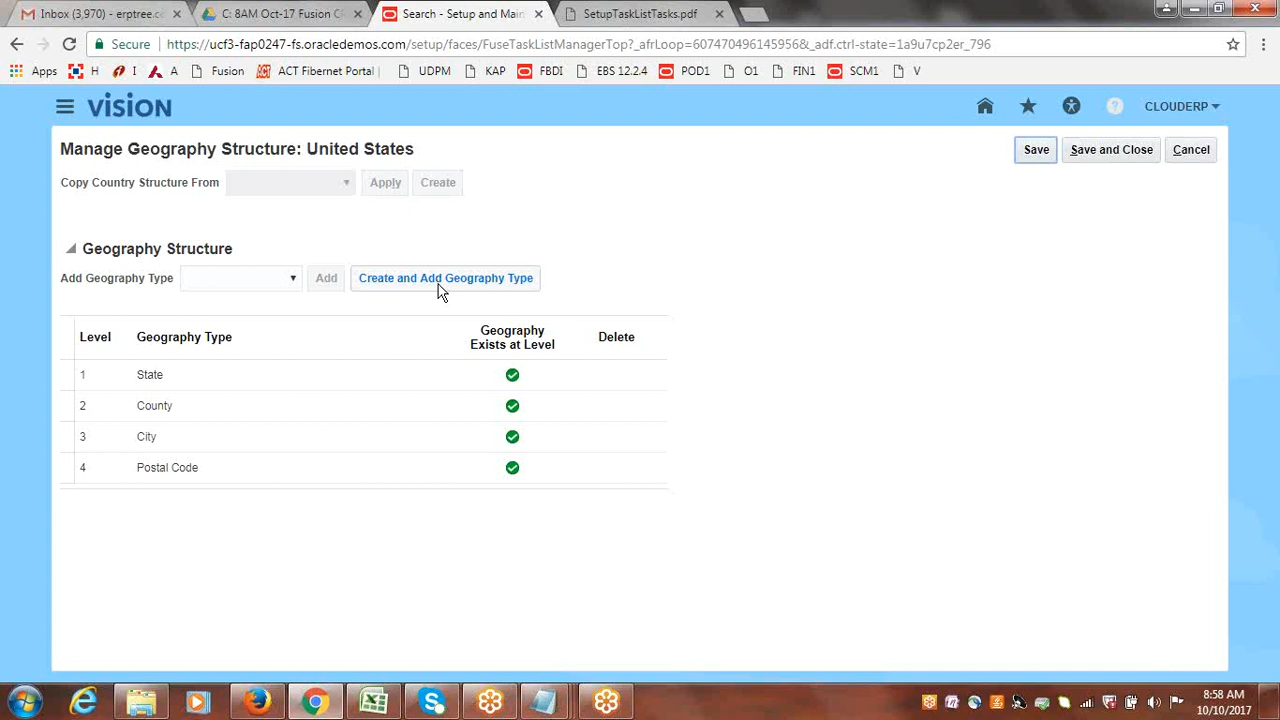 Inbox (3,970) - emptree.co
C: 8AM Oct-17 Fusion Cl
Search - Setup and Main
SetupTaskListTasks.pdf
Secure
https://ucf3-fap0247-fs.oracledemos.com/setup/faces/FuseTaskListManagerTop?_afrLoop=6074704961459566&_adf.ctrl-state=1a9u7cp2er_796
Apps
H
I
A
Fusion
ACT Fibernet Portal |
UDPM
KAP
FBDI
EBS 12.2.4
POD1
O1
FIN1
SCM1
V
VISION
CLOUDERP
Manage Geography Structure: United States
Save
Save and Close
Cancel
Copy Country Structure From
Apply
Create
Geography Structure
Add Geography Type
Add
Create and Add Geography Type
Level
Geography Type
Geography
Exists at Level
Delete
1 State
2 County
3 City
4 Postal Code
8:58 AM
10/10/2017